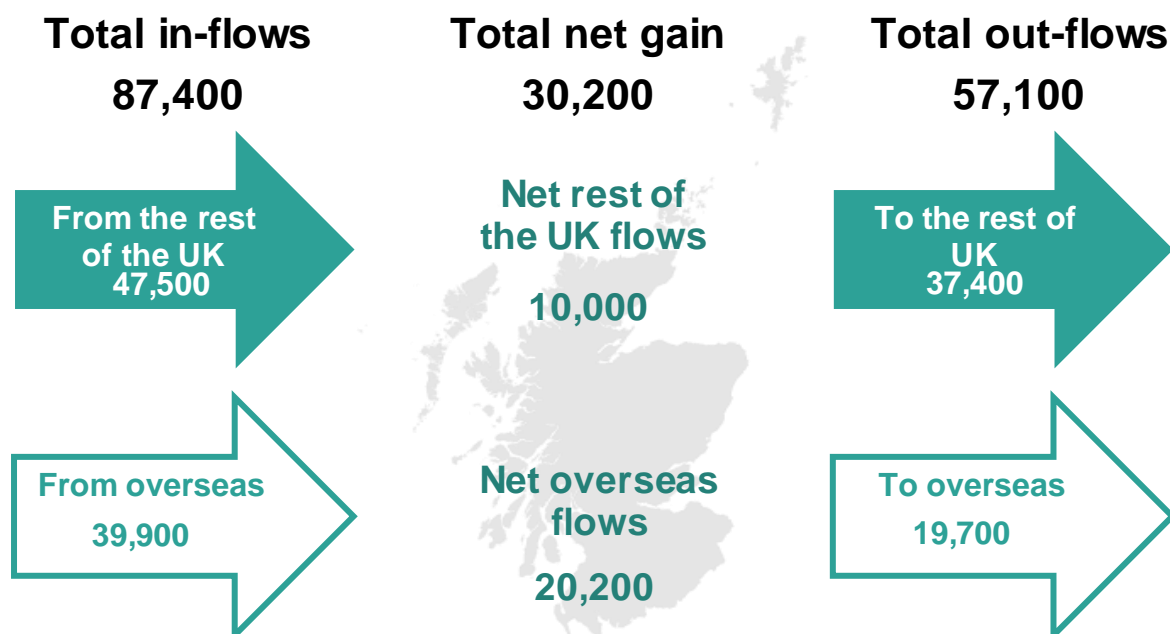 Total in-flows
87,400
Total net gain
30,200
Total out-flows
57,100
From the rest
of the UK
47,500
Net rest of
the UK flows
10,000
To the rest of
UK
37,400
From overseas
39,900
Net overseas
flows
20,200
To overseas
19,700